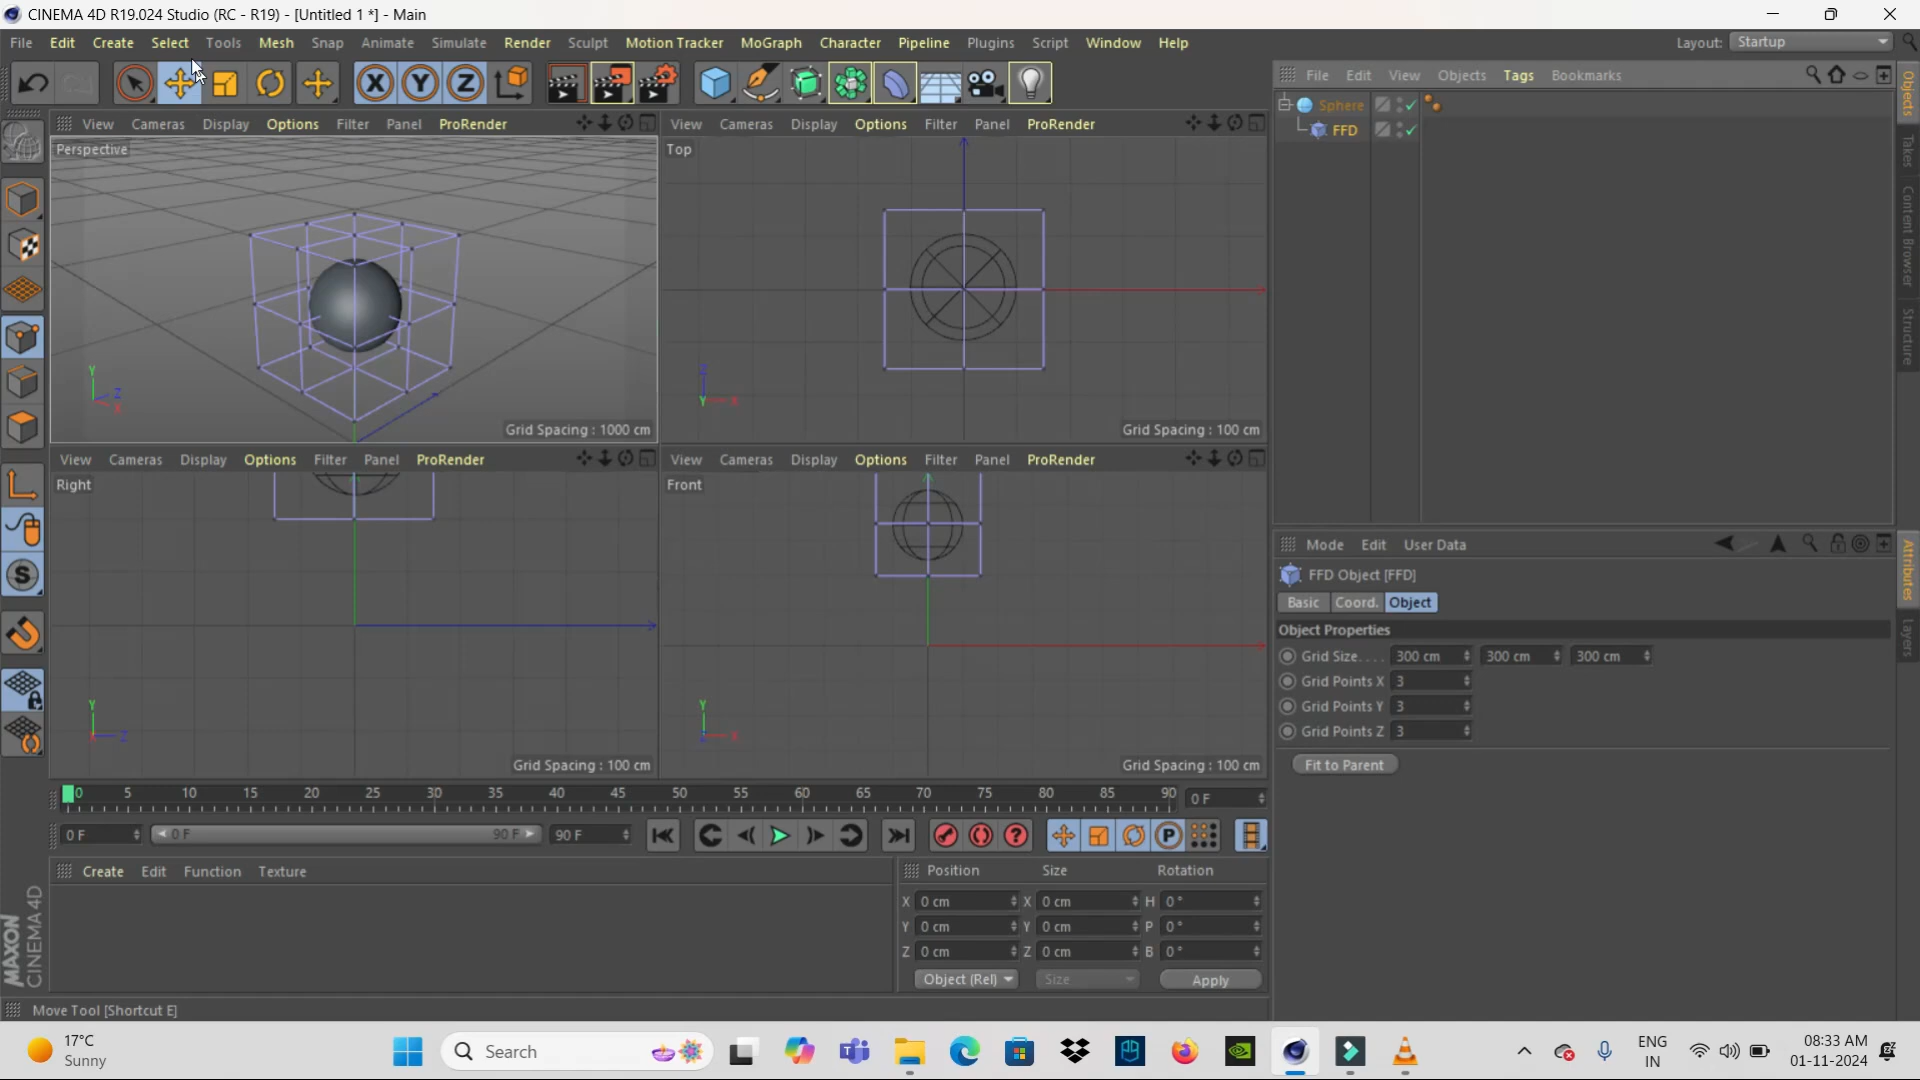 CINEMA 4D R19.024 Studio (RC - R19) - [Untitled 1 *] - Main
File Edit Create Select Tools Mesh Snap Animate Simulate Render Sculpt Motion Tracker MoGraph Character Pipeline Plugins Script Window Help Layout: Startup
X Y Z
File Edit View Objects Tags Bookmarks
View Cameras Display Options Filter Panel ProRender
View Cameras Display Options Filter Panel ProRender
Perspective
Top
Sphere
FFD
Objects
Takes
Content Browser
Structure
Y Z X
Z Y X
Grid Spacing : 1000 cm
Grid Spacing : 100 cm
View Cameras Display Options Filter Panel ProRender
View Cameras Display Options Filter Panel ProRender
Right
Front
Mode Edit User Data
FFD Object [FFD]
Basic Coord. Object
Object Properties
Grid Size. . . . 300 cm 300 cm 300 cm
Grid Points X 3
Grid Points Y 3
Grid Points Z 3
Fit to Parent
Attributes
Layers
S
Y X Z
Y Z X
Grid Spacing : 100 cm
Grid Spacing : 100 cm
0 5 10 15 20 25 30 35 40 45 50 55 60 65 70 75 80 85 90 0 F
0 F 0 F 90 F 90 F P
Create Edit Function Texture
Position Size Rotation
X 0 cm X 0 cm H 0 °
Y 0 cm Y 0 cm P 0 °
Z 0 cm Z 0 cm B 0 °
Object (Rel) Size Apply
MAXON
CINEMA 4D
Move Tool [Shortcut E]
17°C
Sunny
Search
ENG
IN
08:33 AM
01-11-2024